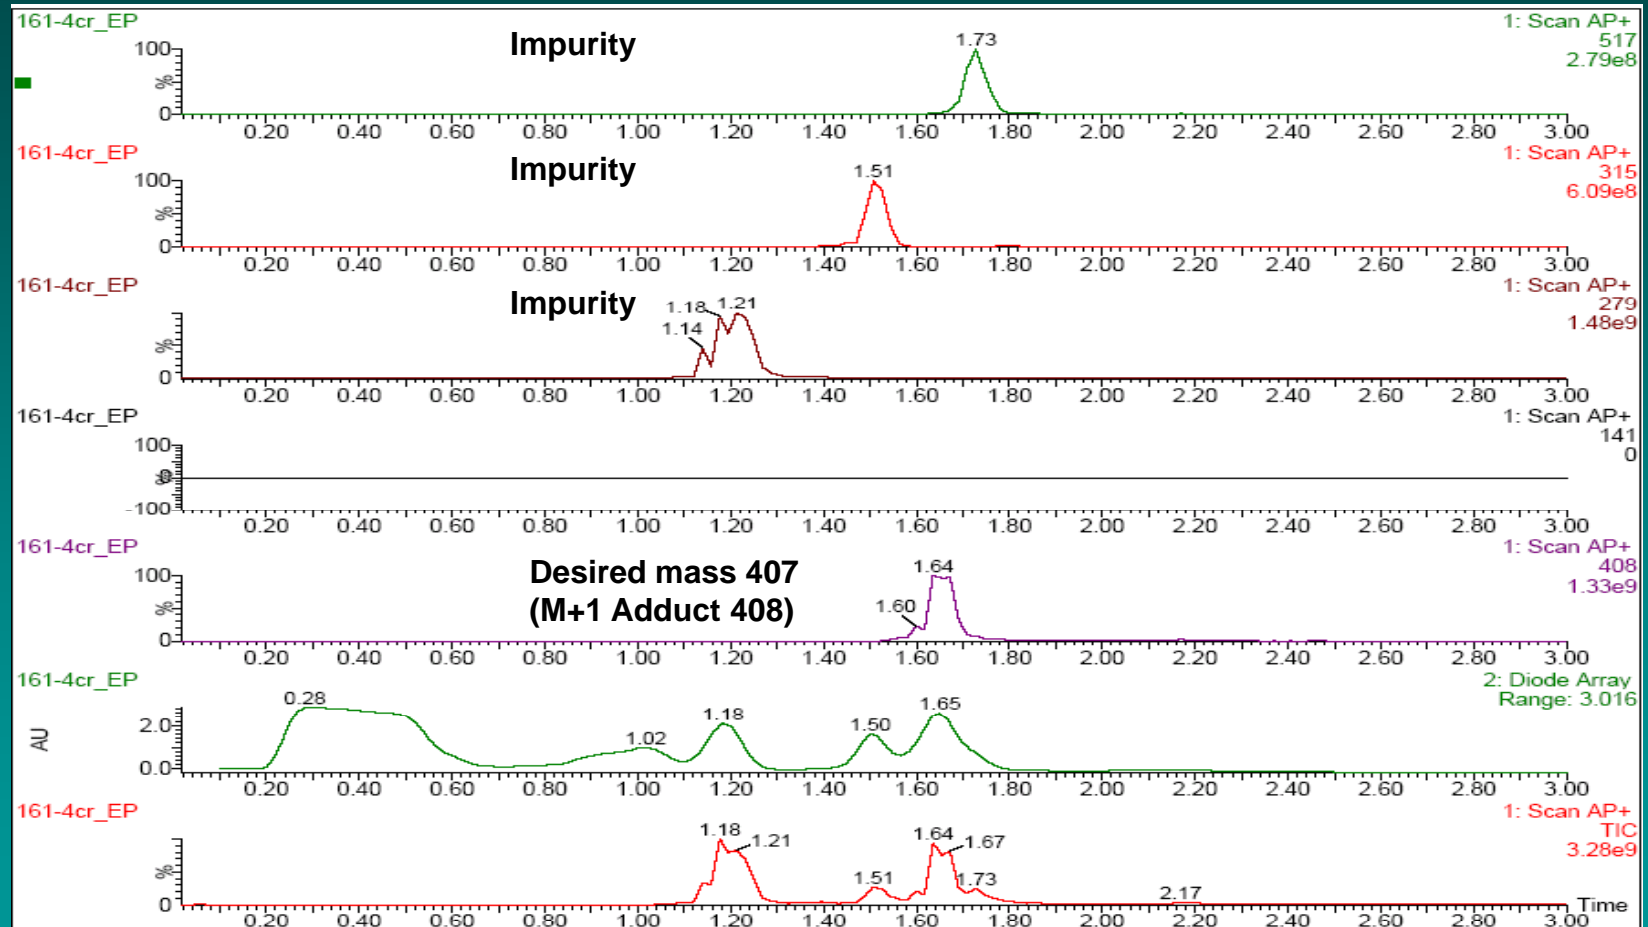 161-4cr_EP
1: Scan AP+
517
2.79e8
Impurity
1.73
100
%
0
0.20 0.40 0.60 0.80 1.00 1.20 1.40 1.60 1.80 2.00 2.20 2.40 2.60 2.80 3.00
161-4cr_EP
1: Scan AP+
315
6.09e8
Impurity
1.51
100
%
0
0.20 0.40 0.60 0.80 1.00 1.20 1.40 1.60 1.80 2.00 2.20 2.40 2.60 2.80 3.00
161-4cr_EP
1: Scan AP+
279
1.48e9
Impurity
1.18 1.21
1.14
%
0
0.20 0.40 0.60 0.80 1.00 1.20 1.40 1.60 1.80 2.00 2.20 2.40 2.60 2.80 3.00
161-4cr_EP
1: Scan AP+
141
0
100
-100
0.20 0.40 0.60 0.80 1.00 1.20 1.40 1.60 1.80 2.00 2.20 2.40 2.60 2.80 3.00
161-4cr_EP
1: Scan AP+
408
1.33e9
Desired mass 407
(M+1 Adduct 408)
1.64
1.60
100
%
0
0.20 0.40 0.60 0.80 1.00 1.20 1.40 1.60 1.80 2.00 2.20 2.40 2.60 2.80 3.00
161-4cr_EP
2: Diode Array
Range: 3.016
0.28
1.02
1.18
1.50
1.65
AU
2.0
0.0
0.20 0.40 0.60 0.80 1.00 1.20 1.40 1.60 1.80 2.00 2.20 2.40 2.60 2.80 3.00
161-4cr_EP
1: Scan AP+
TIC
3.28e9
1.18
1.21
1.51
1.64
1.67
1.73
2.17
%
0
Time
0.20 0.40 0.60 0.80 1.00 1.20 1.40 1.60 1.80 2.00 2.20 2.40 2.60 2.80 3.00